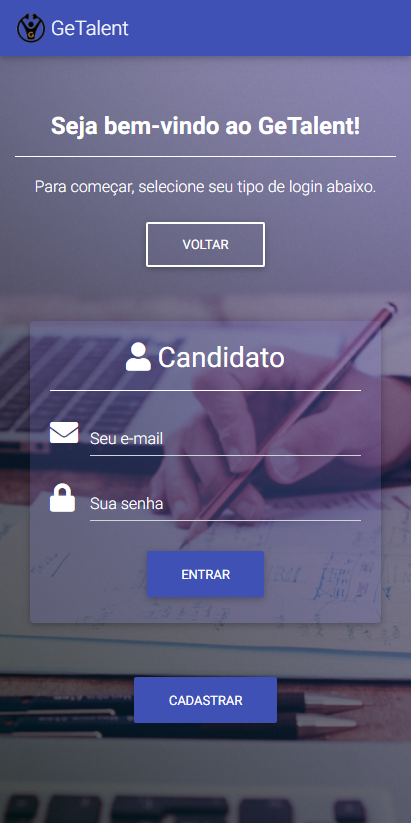 GeTalent
Seja bem-vindo ao GeTalent!
Para começar, selecione seu tipo de login abaixo.
VOLTAR
Candidato
Seu e-mail
Sua senha
ENTRAR
CADASTRAR